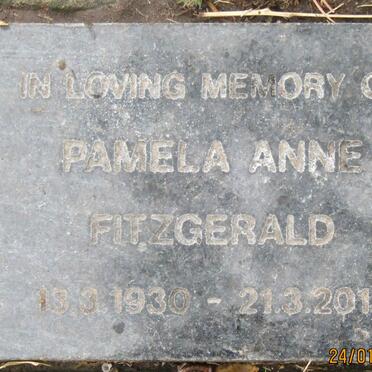 IN LOVING MEMORY O
PAMELA ANNE
FITZGERALD
13.3.1930 - 21.3.201
24/01